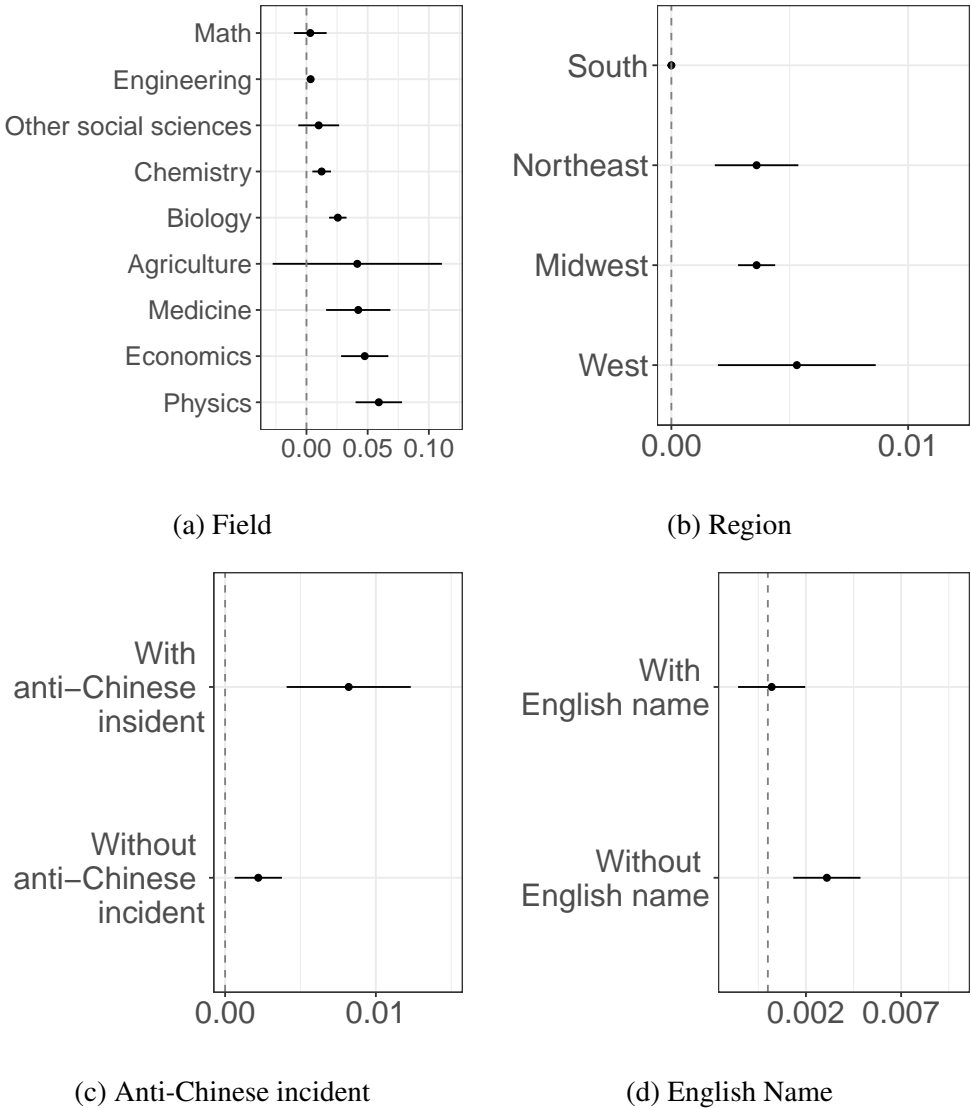 Math
Engineering
Other social sciences
Chemistry
Biology
Agriculture
Medicine
Economics
Physics
0.00 0.05 0.10
(a) Field
South
Northeast
Midwest
West
0.00 0.01
(b) Region
With
anti−Chinese
insident
Without
anti−Chinese
incident
0.00 0.01
(c) Anti-Chinese incident
With
English name
Without
English name
0.002 0.007
(d) English Name